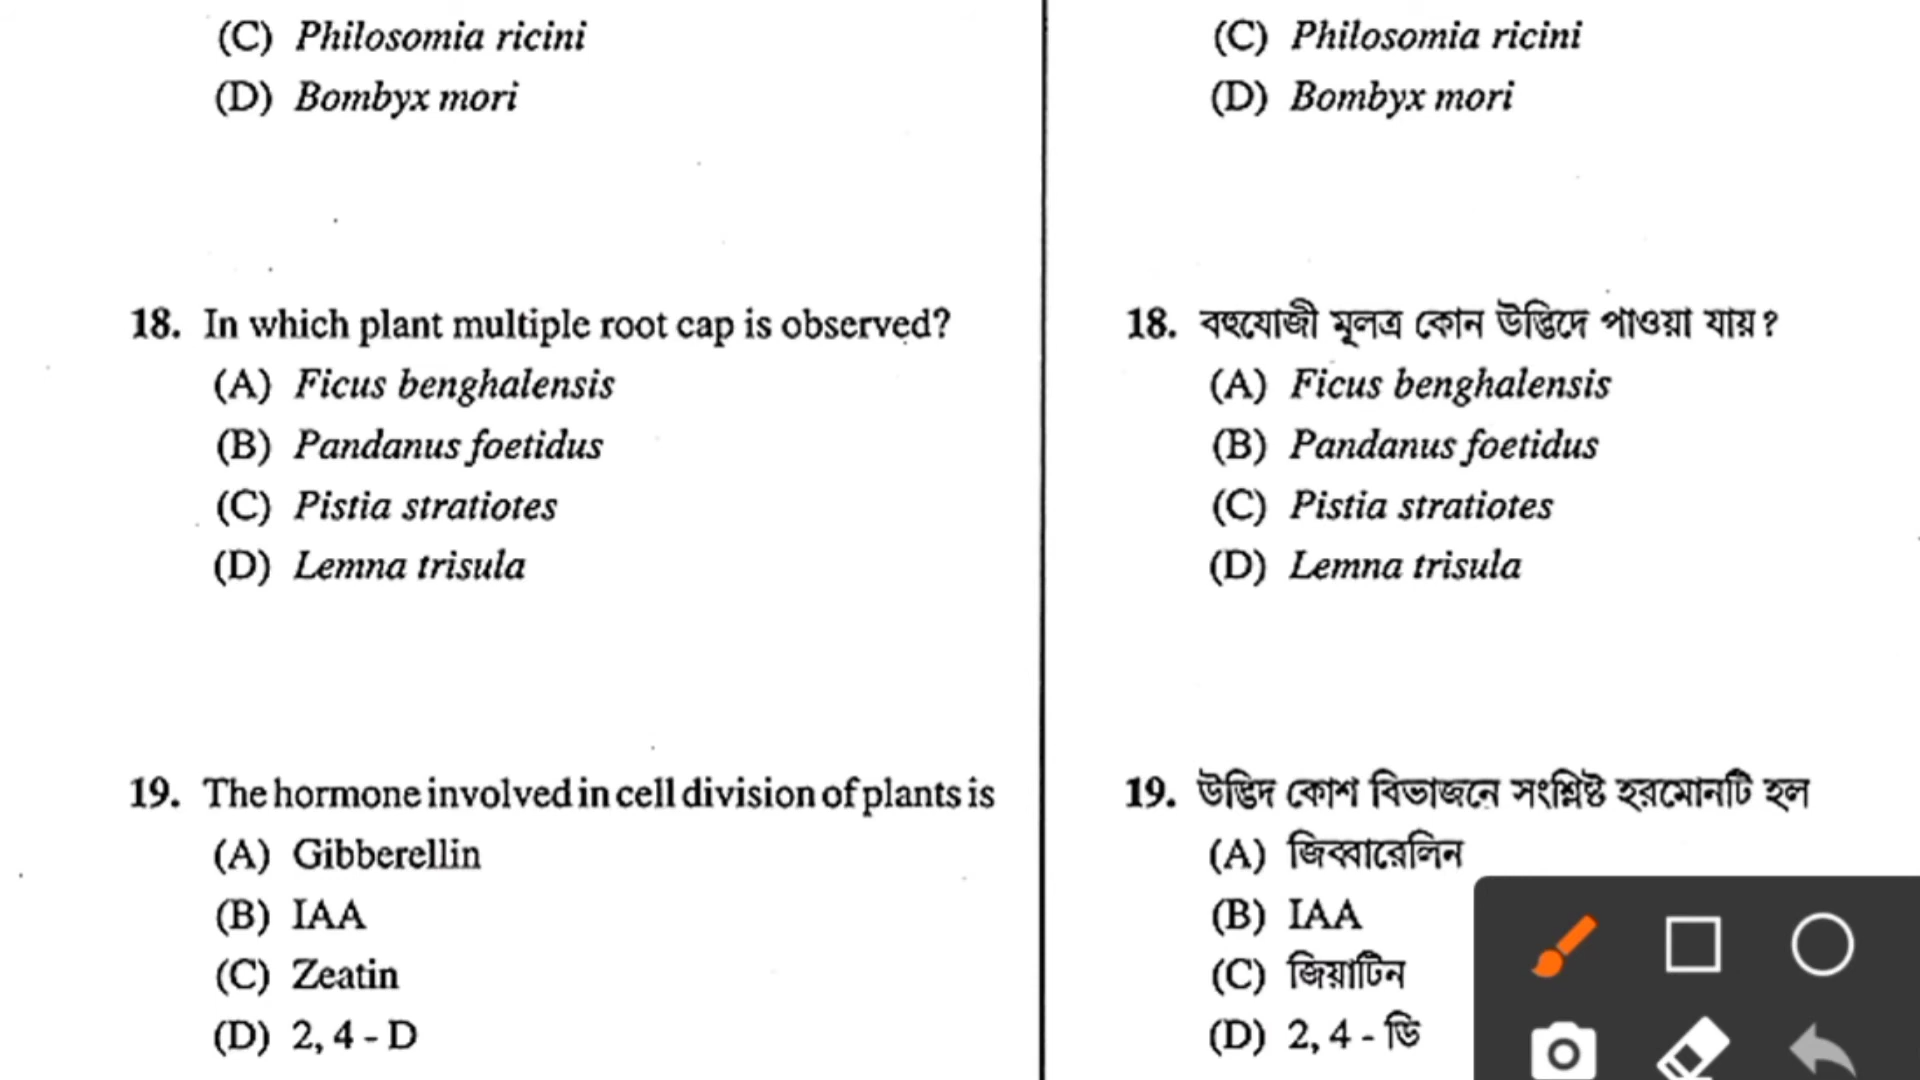 (C) Philosomia ricini
(D) Bombyx mori
18. In which plant multiple root cap is observed?
(A) Ficus benghalensis
(B) Pandanus foetidus
(C) Pistia stratiotes
(D) Lemna trisula
19. The hormone involved in cell division of plants is
(A) Gibberellin
(B) IAA
(C) Zeatin
(D) 2, 4 - D
(C) Philosomia ricini
(D) Bombyx mori
18. বহুযোজী মূলত্র কোন উদ্ভিদে পাওয়া যায় ?
(A) Ficus benghalensis
(B) Pandanus foetidus
(C) Pistia stratiotes
(D) Lemna trisula
19. উদ্ভিদ কোশ বিভাজনে সংশ্লিষ্ট হরমোনটি হল
(A) জিব্বারেলিন
(B) IAA
(C) জিয়াটিন
(D) 2, 4 - ডি